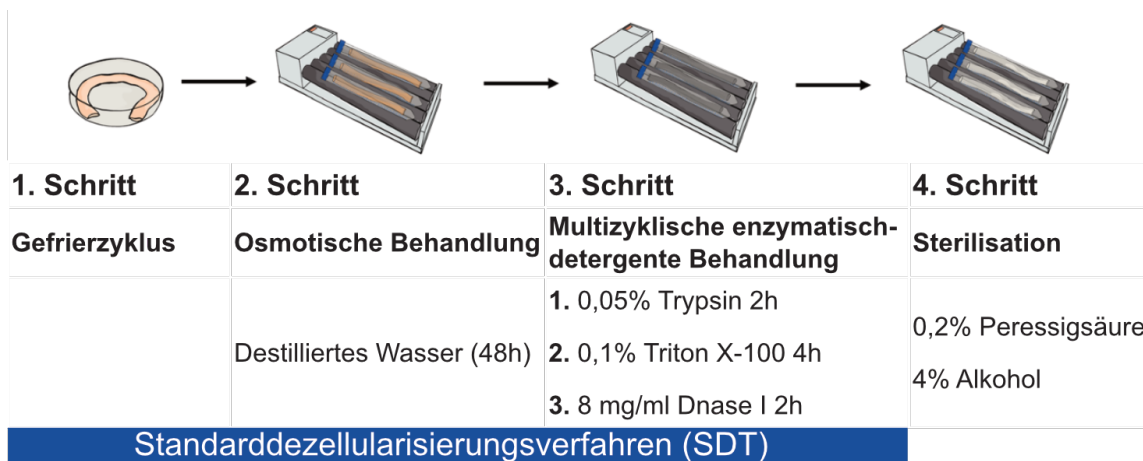 1. Schritt
2. Schritt
3. Schritt
4. Schritt
Gefrierzyklus
Osmotische Behandlung
Multizyklische enzymatisch-
detergente Behandlung
Sterilisation
Destilliertes Wasser (48h)
1. 0,05% Trypsin 2h
2. 0,1% Triton X-100 4h
3. 8 mg/ml Dnase I 2h
0,2% Peressigsäure
4% Alkohol
Standarddezellularisierungsverfahren (SDT)